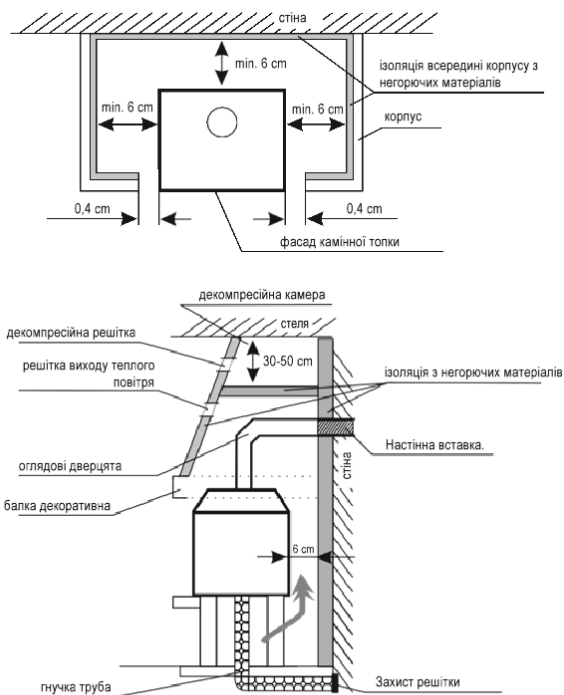 стіна
min. 6 cm
ізоляція всередині корпусу з
негорючих матеріалів
min. 6 cm
min. 6 cm
корпус
0,4 cm
0,4 cm
фасад камінної топки
декомпресійна камера
стеля
декомпресійна решітка
30-50 cm
решітка виходу теплого
повітря
ізоляція з негорючих матеріалів
Настінна вставка.
оглядові дверцята
стіна
балка декоративна
6 cm
гнучка труба
Захист решітки